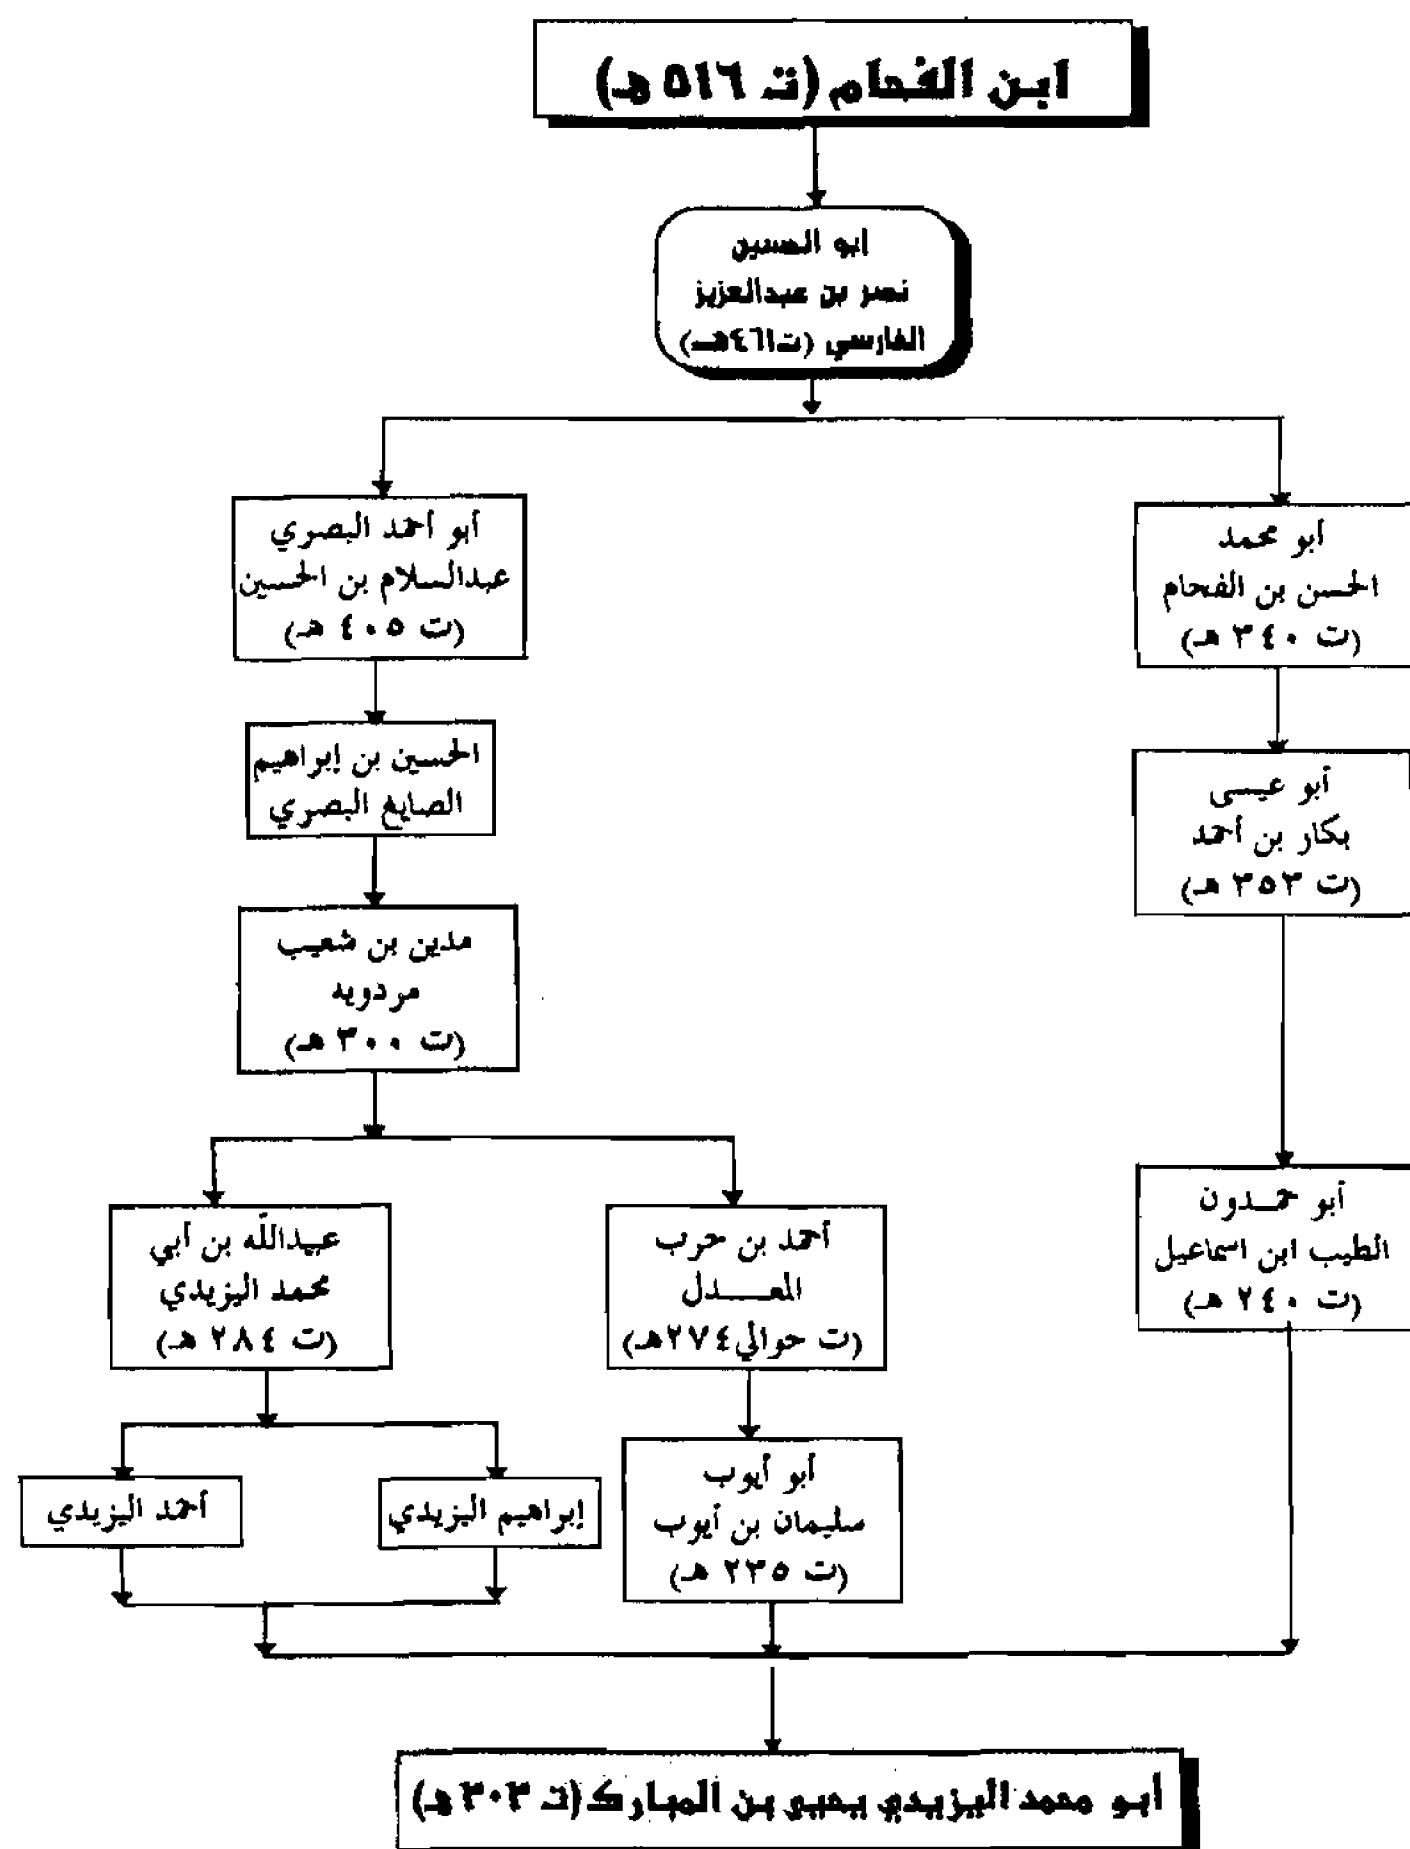 ابن الفحام (ت ٥١٦ هـ)
ابو الحسين
نصر بن عبدالعزيز
الفارسي (ت٤٦١هـ)
أبو محمد
الحسن بن الفحام
(ت ٣٤٠ هـ)
أبو أحمد البصري
عبدالسلام بن الحسين
(ت ٤٠٥ هـ)
الحسين بن إبراهيم
الصايغ البصري
أبو عيسى
بكار بن أحمد
(ت ٣٥٣ هـ)
مدين بن شعيب
مردويه
(ت ٣٠٠ هـ)
أبو حمدون
الطيب ابن اسماعيل
(ت ٢٤٠ هـ)
أحمد بن حرب
المعدل
(ت حوالي ٢٧٤هـ)
عبيدالله بن أبي
محمد اليزيدي
(ت ٢٨٤ هـ)
أبو أيوب
سليمان بن أيوب
(ت ٢٣٥ هـ)
إبراهيم اليزيدي
أحمد اليزيدي
أبو محمد اليزيدي يحيى بن المبارك (ت ٣٠٣ هـ)